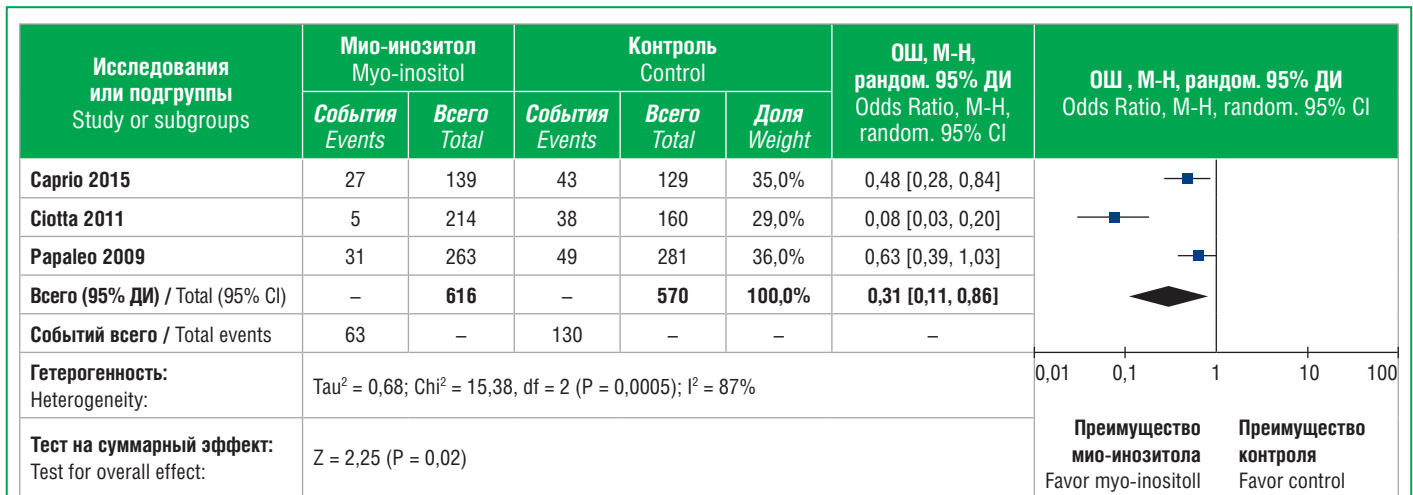 Исследования
или подгруппы
Study or subgroups
Мио-инозитол
Myo-inositol
Контроль
Control
ОШ, М-Н,
рандом. 95% ДИ
Odds Ratio, M-H,
random. 95% CI
ОШ , М-Н, рандом. 95% ДИ
Odds Ratio, M-H, random. 95% CI
События
Events
Всего
Total
События
Events
Всего
Total
Доля
Weight
Caprio 2015 27 139 43 129 35,0% 0,48 [0,28, 0,84]
Ciotta 2011 5 214 38 160 29,0% 0,08 [0,03, 0,20]
Papaleo 2009 31 263 49 281 36,0% 0,63 [0,39, 1,03]
Всего (95% ДИ) / Total (95% CI) – 616 – 570 100,0% 0,31 [0,11, 0,86]
Событий всего / Total events 63 – 130 – – –
Гетерогенность:
Heterogeneity:
Tau² = 0,68; Chi² = 15,38, df = 2 (P = 0,0005); I² = 87%
0,01 0,1 1 10 100
Тест на суммарный эффект:
Test for overall effect:
Z = 2,25 (P = 0,02)
Преимущество
мио-инозитола
Favor myo-inositoll
Преимущество
контроля
Favor control